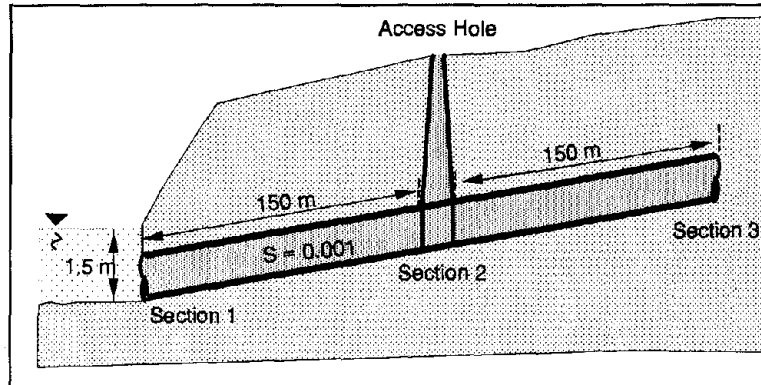 Access Hole
150 m
150 m
1.5 m
S = 0.001
Section 3
Section 2
Section 1